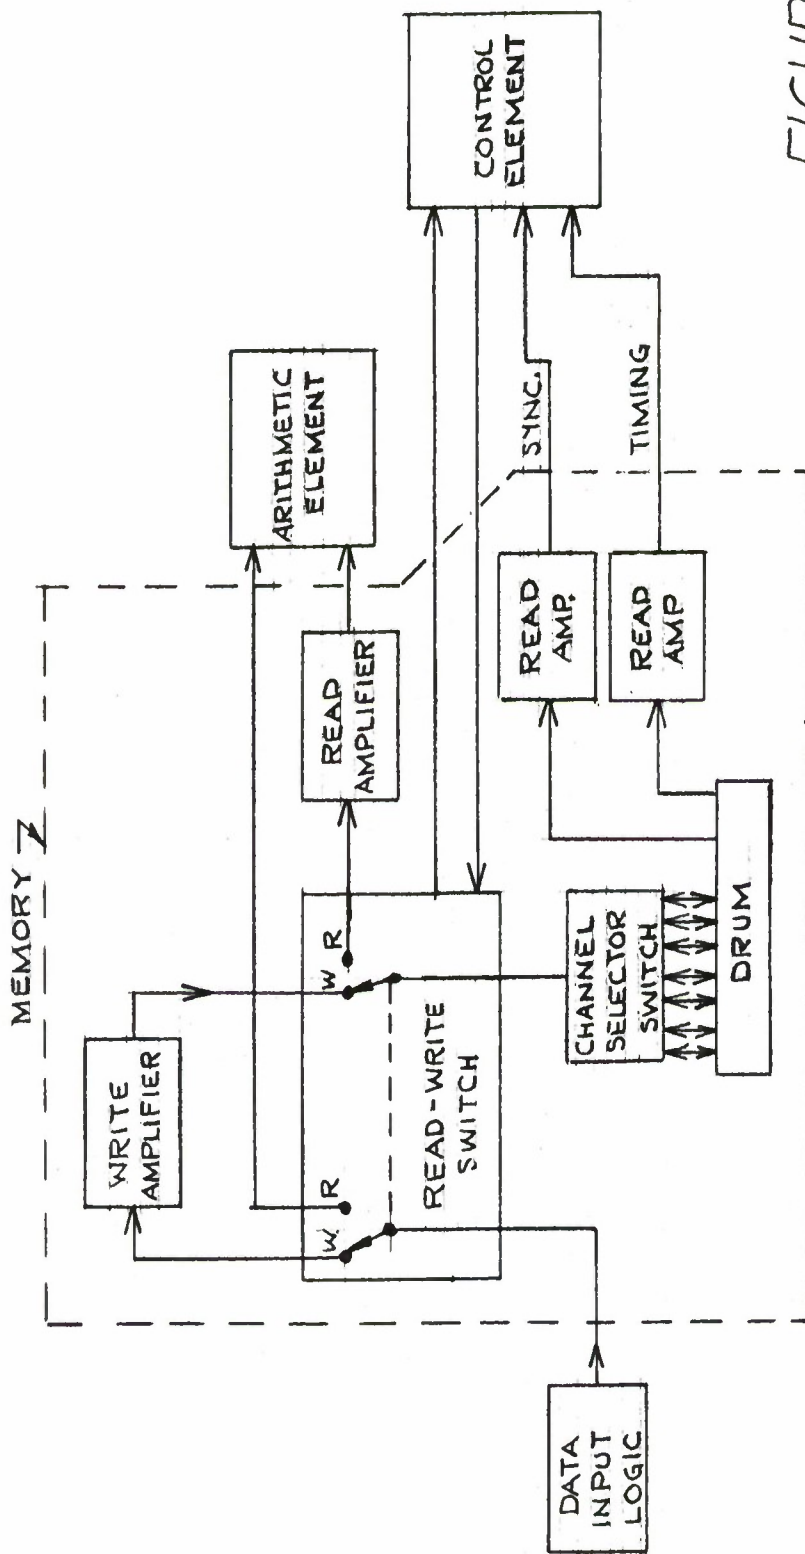 MEMORY
WRITE
AMPLIFIER
ARITHMETIC
ELEMENT
READ
AMPLIFIER
CONTROL
ELEMENT
W.
R
W
R
READ-WRITE
SWITCH
SYNC.
TIMING
READ
AMP.
READ
AMP
CHANNEL
SELECTOR
SWITCH
DRUM
DATA
INPUT
LOGIC